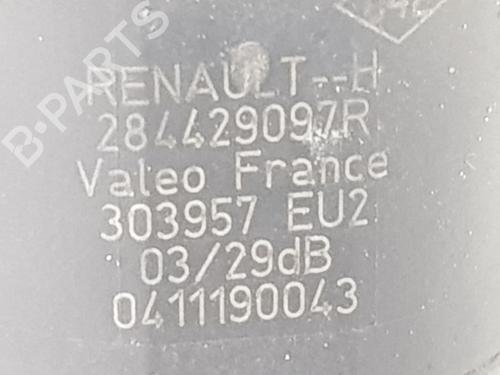 B-PARTS
RENAULT--H
284429097R
Valeo France
303957 EU2
03/29dB
0411190043